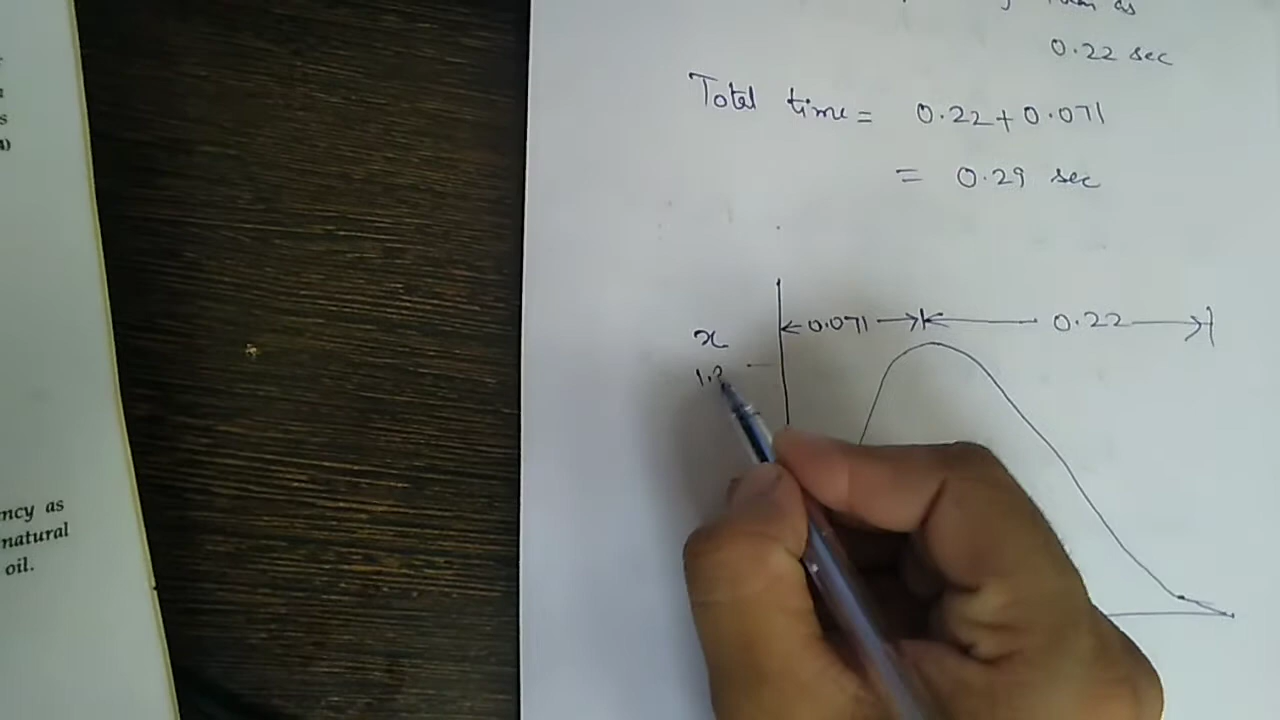 as
0.22 sec
Total time = 0.22+0.071
= 0.29 sec
0.071
0.22
x
ncy as
natural
oil.